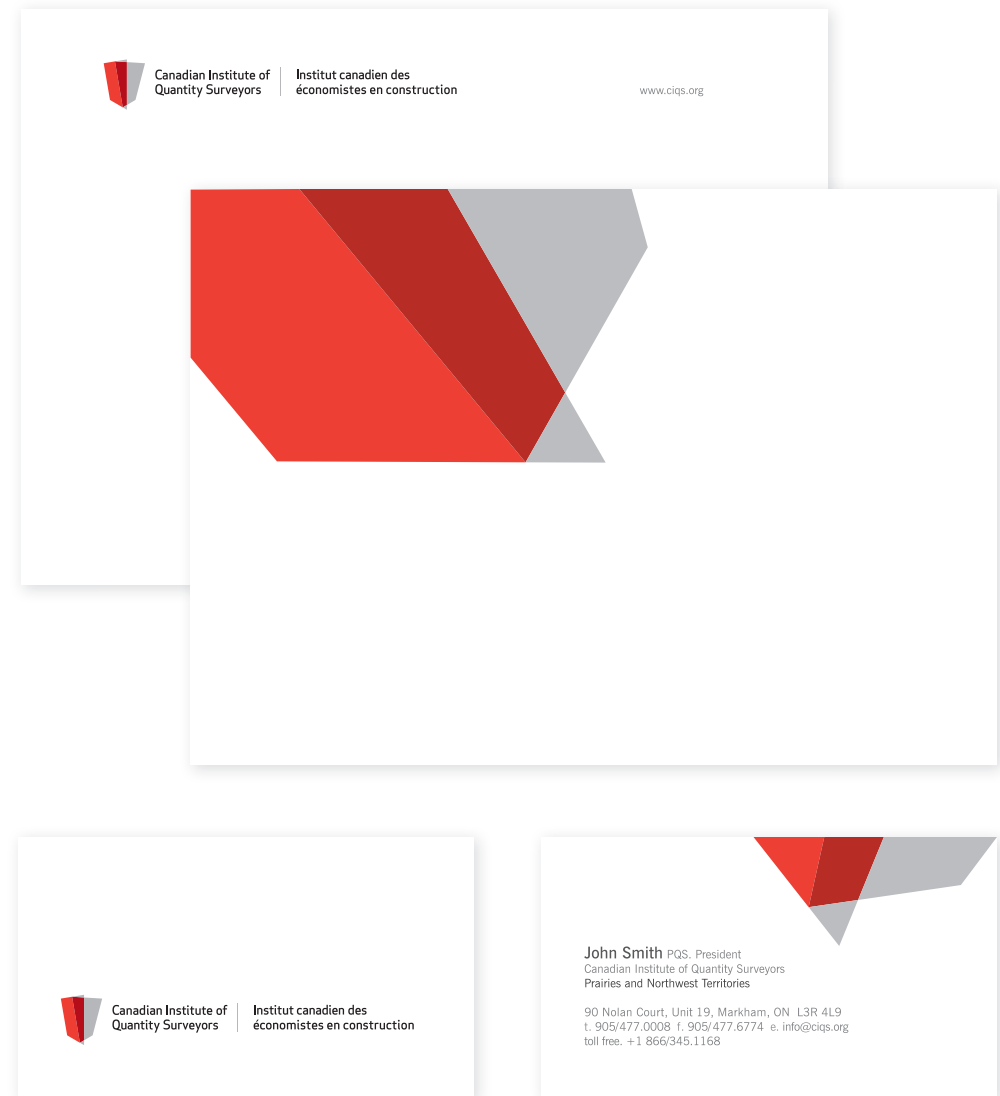 Canadian Institute of
Quantity Surveyors
Institut canadien des
économistes en construction
www.ciqs.org
Canadian Institute of
Quantity Surveyors
Institut canadien des
économistes en construction
John Smith PQS. President
Canadian Institute of Quantity Surveyors
Prairies and Northwest Territories
90 Nolan Court, Unit 19, Markham, ON L3R 4L9
t. 905/477.0008 f. 905/477.6774 e. info@ciqs.org
toll free. +1 866/345.1168